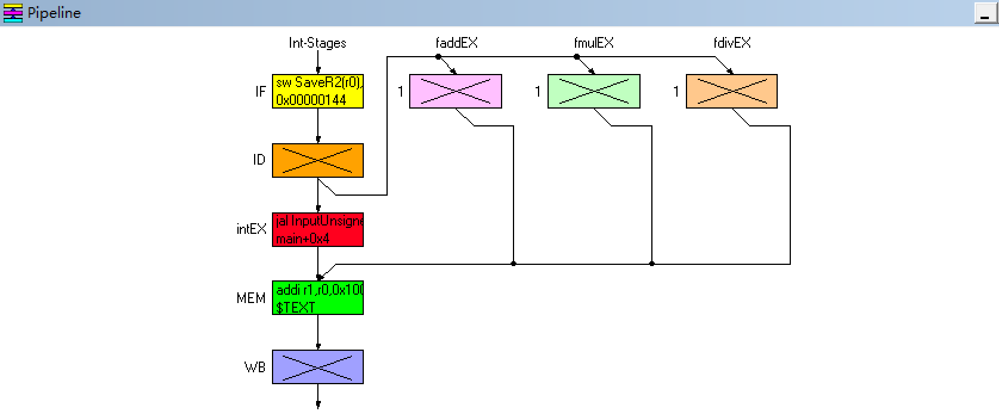 Pipeline
Int-Stages
faddEX
fmulEX
fdivEX
IF
sw SaveR2(r0),
0x00000144
1
1
1
ID
intEX
jal InputUnsigne
main+0x4
MEM
addi r1,r0,0x100
$TEXT
WB